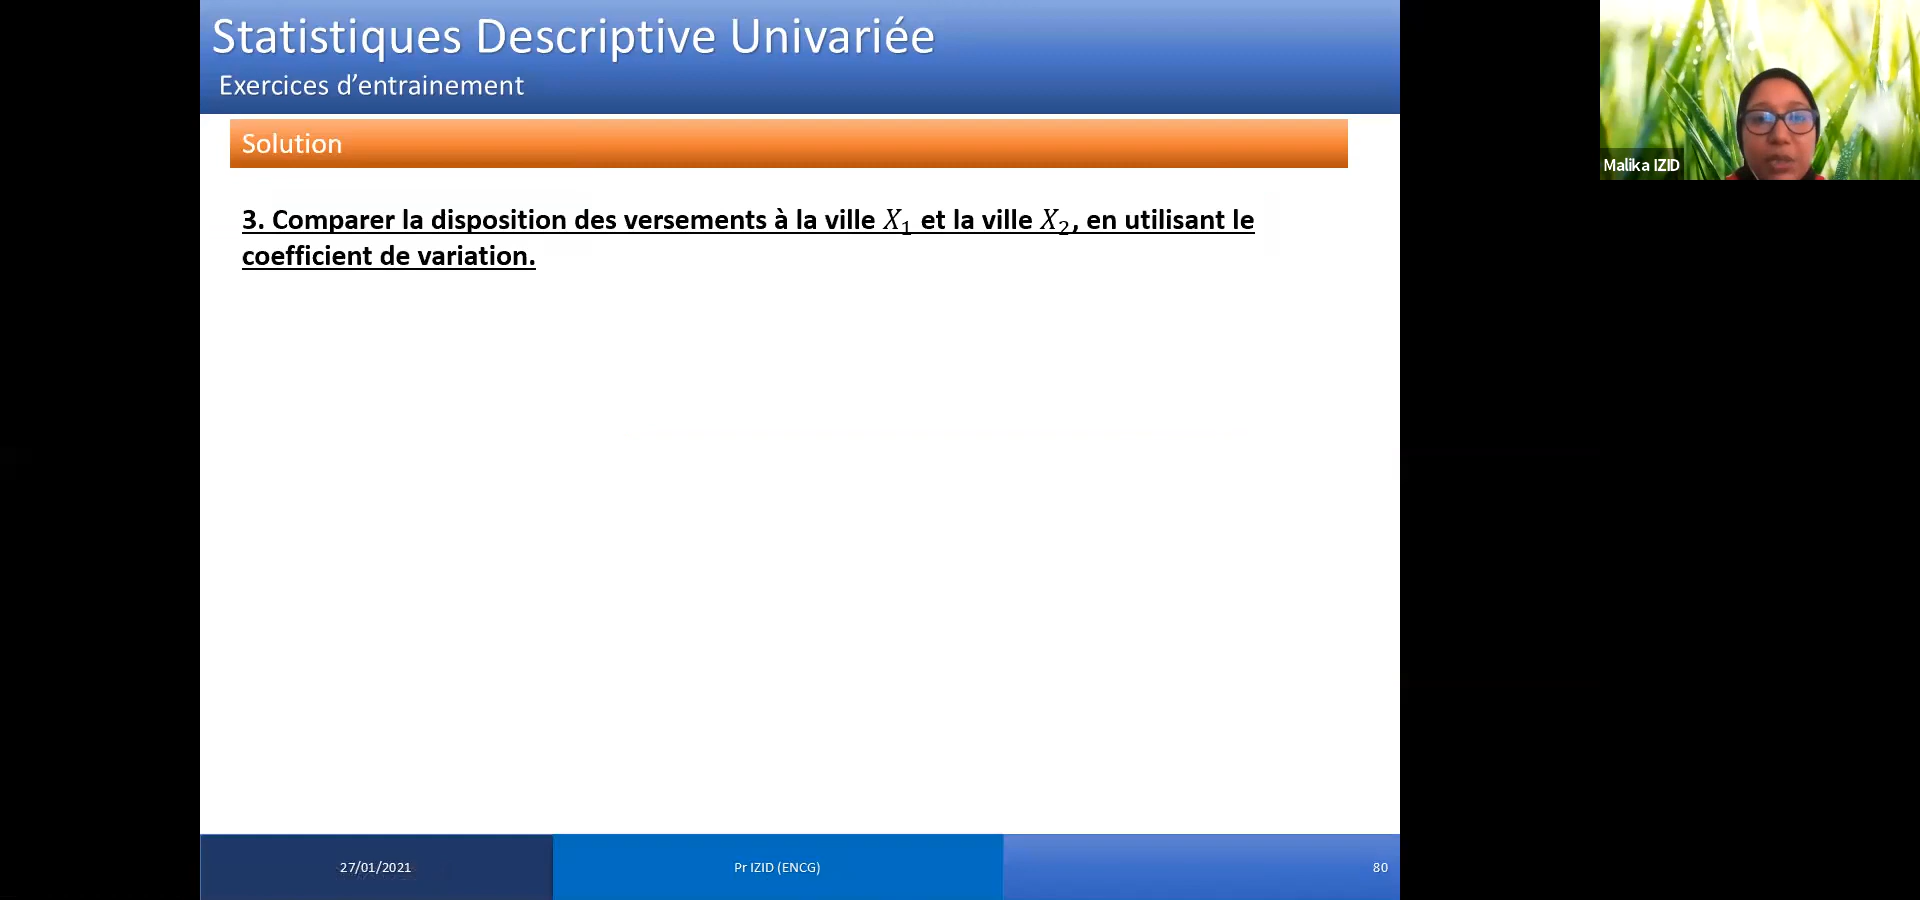 Statistiques Descriptive Univariée
Exercices d’entrainement
Solution
3. Comparer la disposition des versements à la ville X₁ et la ville X₂, en utilisant le
coefficient de variation.
Malika IZID
27/01/2021
Pr IZID (ENCG)
80